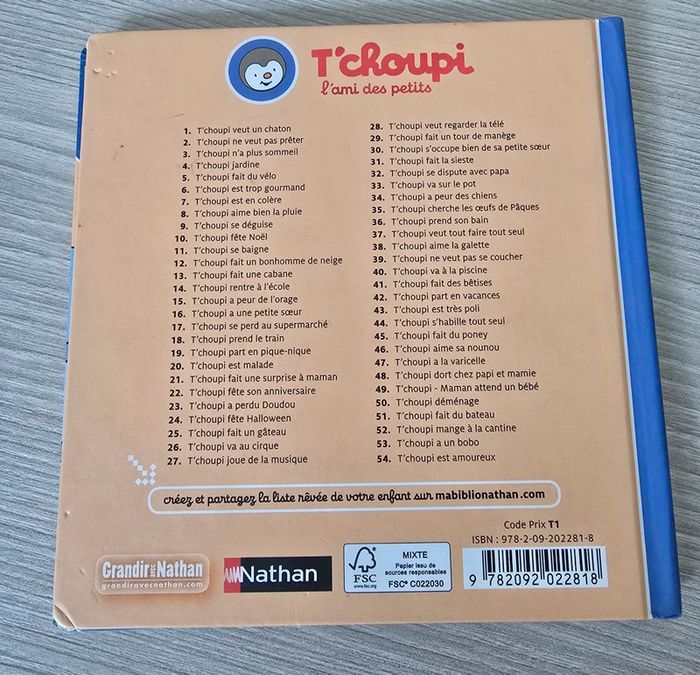 T'choupi
l'ami des petits
1. T'choupi veut un chaton
2. T'choupi ne veut pas prêter
3. T'choupi n'a plus sommeil
4. T'choupi jardine
5. T'choupi fait du vélo
6. T'choupi est trop gourmand
7. T'choupi est en colère
8. T'choupi aime bien la pluie
9. T'choupi se déguise
10. T'choupi fête Noël
11. T'choupi se baigne
12. T'choupi fait un bonhomme de neige
13. T'choupi fait une cabane
14. T'choupi rentre à l'école
15. T'choupi a peur de l'orage
16. T'choupi a une petite sœur
17. T'choupi se perd au supermarché
18. T'choupi prend le train
19. T'choupi part en pique-nique
20. T'choupi est malade
21. T'choupi fait une surprise à maman
22. T'choupi fête son anniversaire
23. T'choupi a perdu Doudou
24. T'choupi fête Halloween
25. T'choupi fait un gâteau
26. T'choupi va au cirque
27. T'choupi joue de la musique
28. T'choupi veut regarder la télé
29. T'choupi fait un tour de manège
30. T'choupi s'occupe bien de sa petite sœur
31. T'choupi fait la sieste
32. T'choupi se dispute avec papa
33. T'choupi va sur le pot
34. T'choupi a peur des chiens
35. T'choupi cherche les œufs de Pâques
36. T'choupi prend son bain
37. T'choupi veut tout faire tout seul
38. T'choupi aime la galette
39. T'choupi ne veut pas se coucher
40. T'choupi va à la piscine
41. T'choupi fait des bêtises
42. T'choupi part en vacances
43. T'choupi est très poli
44. T'choupi s'habille tout seul
45. T'choupi fait du poney
46. T'choupi aime sa nounou
47. T'choupi a la varicelle
48. T'choupi dort chez papi et mamie
49. T'choupi - Maman attend un bébé
50. T'choupi déménage
51. T'choupi fait du bateau
52. T'choupi mange à la cantine
53. T'choupi a un bobo
54. T'choupi est amoureux
créez et partagez la liste rêvée de votre enfant sur mabiblionathan.com
Code Prix T1
ISBN : 978-2-09-202281-8
9 782092 022818
Grandir avec Nathan
grandiravecnathan.com
Nathan
FSC
www.fsc.org
MIXTE
Papier issu de
sources responsables
FSC® C022030